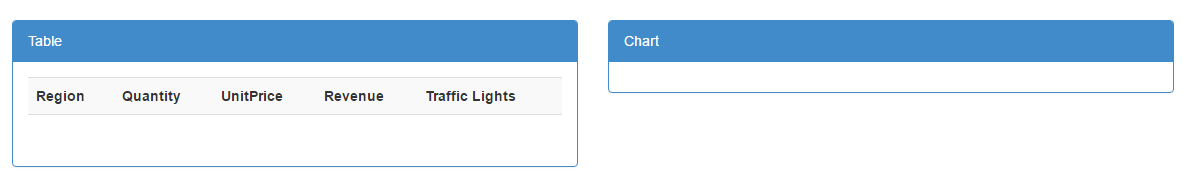 Table
Region Quantity UnitPrice Revenue Traffic Lights
Chart